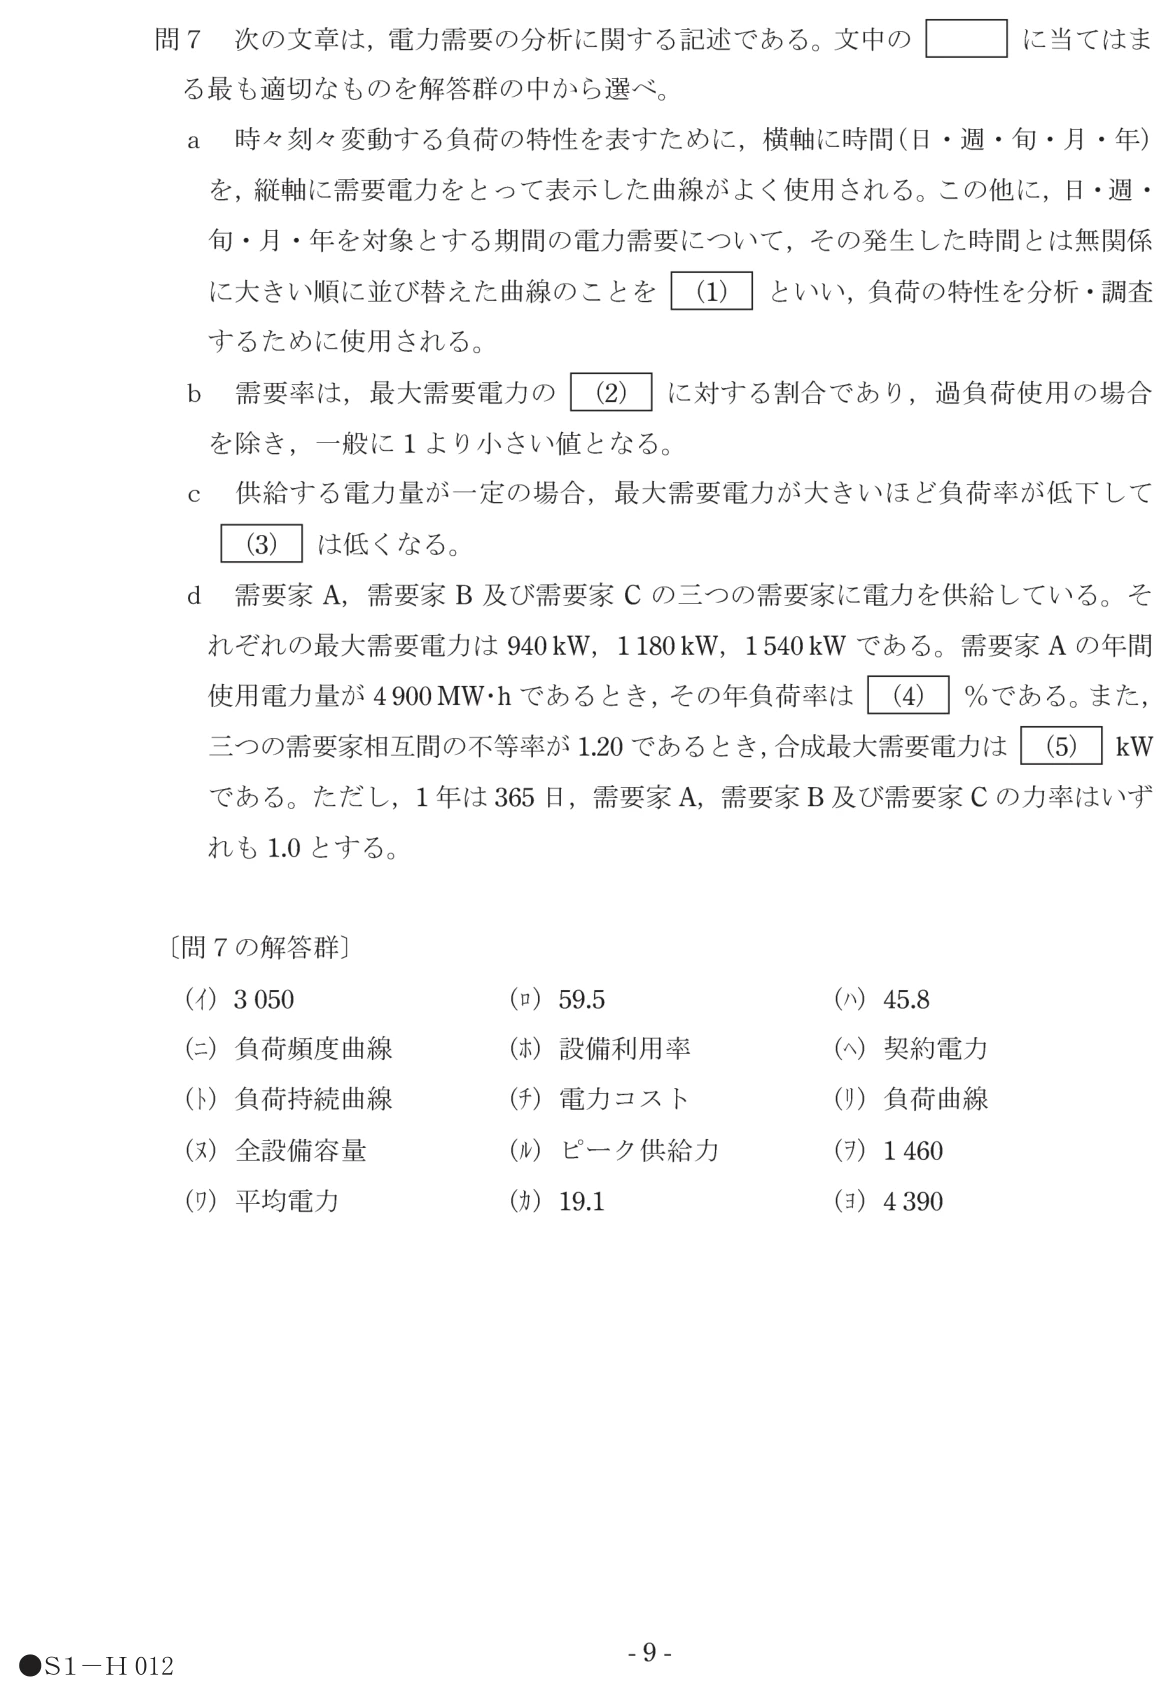 問7 次の文章は，電力需要の分析に関する記述である。文中の に当てはま
る最も適切なものを解答群の中から選べ。
a 時々刻々変動する負荷の特性を表すために，横軸に時間（日・週・旬・月・年）
を，縦軸に需要電力をとって表示した曲線がよく使用される。この他に，日・週・
旬・月・年を対象とする期間の電力需要について，その発生した時間とは無関係
に大きい順に並び替えた曲線のことを (1) といい，負荷の特性を分析・調査
するために使用される。
b 需要率は，最大需要電力の (2) に対する割合であり，過負荷使用の場合
を除き，一般に1より小さい値となる。
c 供給する電力量が一定の場合，最大需要電力が大きいほど負荷率が低下して
(3) は低くなる。
d 需要家A，需要家B及び需要家Cの三つの需要家に電力を供給している。そ
れぞれの最大需要電力は940 kW，1 180 kW，1 540 kWである。需要家Aの年間
使用電力量が4 900 MW・hであるとき，その年負荷率は (4) %である。また，
三つの需要家相互間の不等率が1.20であるとき，合成最大需要電力は (5) kW
である。ただし，1年は365日，需要家A，需要家B及び需要家Cの力率はいず
れも1.0とする。
〔問7の解答群〕
(イ) 3 050 (ロ) 59.5 (ハ) 45.8
(ニ) 負荷頻度曲線 (ホ) 設備利用率 (ヘ) 契約電力
(ト) 負荷持続曲線 (チ) 電力コスト (リ) 負荷曲線
(ヌ) 全設備容量 (ル) ピーク供給力 (ヲ) 1 460
(ワ) 平均電力 (カ) 19.1 (ヨ) 4 390
- 9 -
●S1－H 012